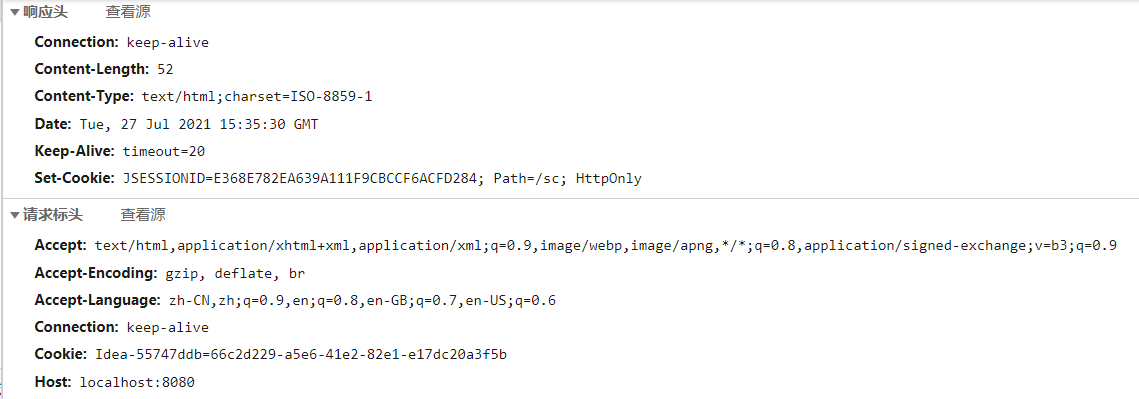 ▼响应头 查看源
Connection: keep-alive
Content-Length: 52
Content-Type: text/html;charset=ISO-8859-1
Date: Tue, 27 Jul 2021 15:35:30 GMT
Keep-Alive: timeout=20
Set-Cookie: JSESSIONID=E368E782EA639A111F9CBCCF6ACFD284; Path=/sc; HttpOnly
▼请求标头 查看源
Accept: text/html,application/xhtml+xml,application/xml;q=0.9,image/webp,image/apng,*/*;q=0.8,application/signed-exchange;v=b3;q=0.9
Accept-Encoding: gzip, deflate, br
Accept-Language: zh-CN,zh;q=0.9,en;q=0.8,en-GB;q=0.7,en-US;q=0.6
Connection: keep-alive
Cookie: Idea-55747ddb=66c2d229-a5e6-41e2-82e1-e17dc20a3f5b
Host: localhost:8080